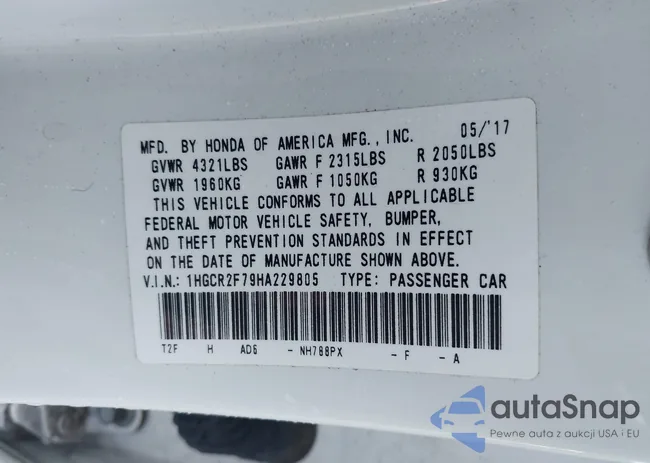 MFD. BY HONDA OF AMERICA MFG., INC. 05/'17
GVWR 4321LBS GAWR F 2315LBS R 2050LBS
GVWR 1960KG GAWR F 1050KG R 930KG
THIS VEHICLE CONFORMS TO ALL APPLICABLE
FEDERAL MOTOR VEHICLE SAFETY, BUMPER,
AND THEFT PREVENTION STANDARDS IN EFFECT
ON THE DATE OF MANUFACTURE SHOWN ABOVE.
V.I.N.: 1HGCR2F79HA229805 TYPE: PASSENGER CAR
T2F H AD6 - NH788PX - F - A
autaSnap
Pewne auta z aukcji USA i EU